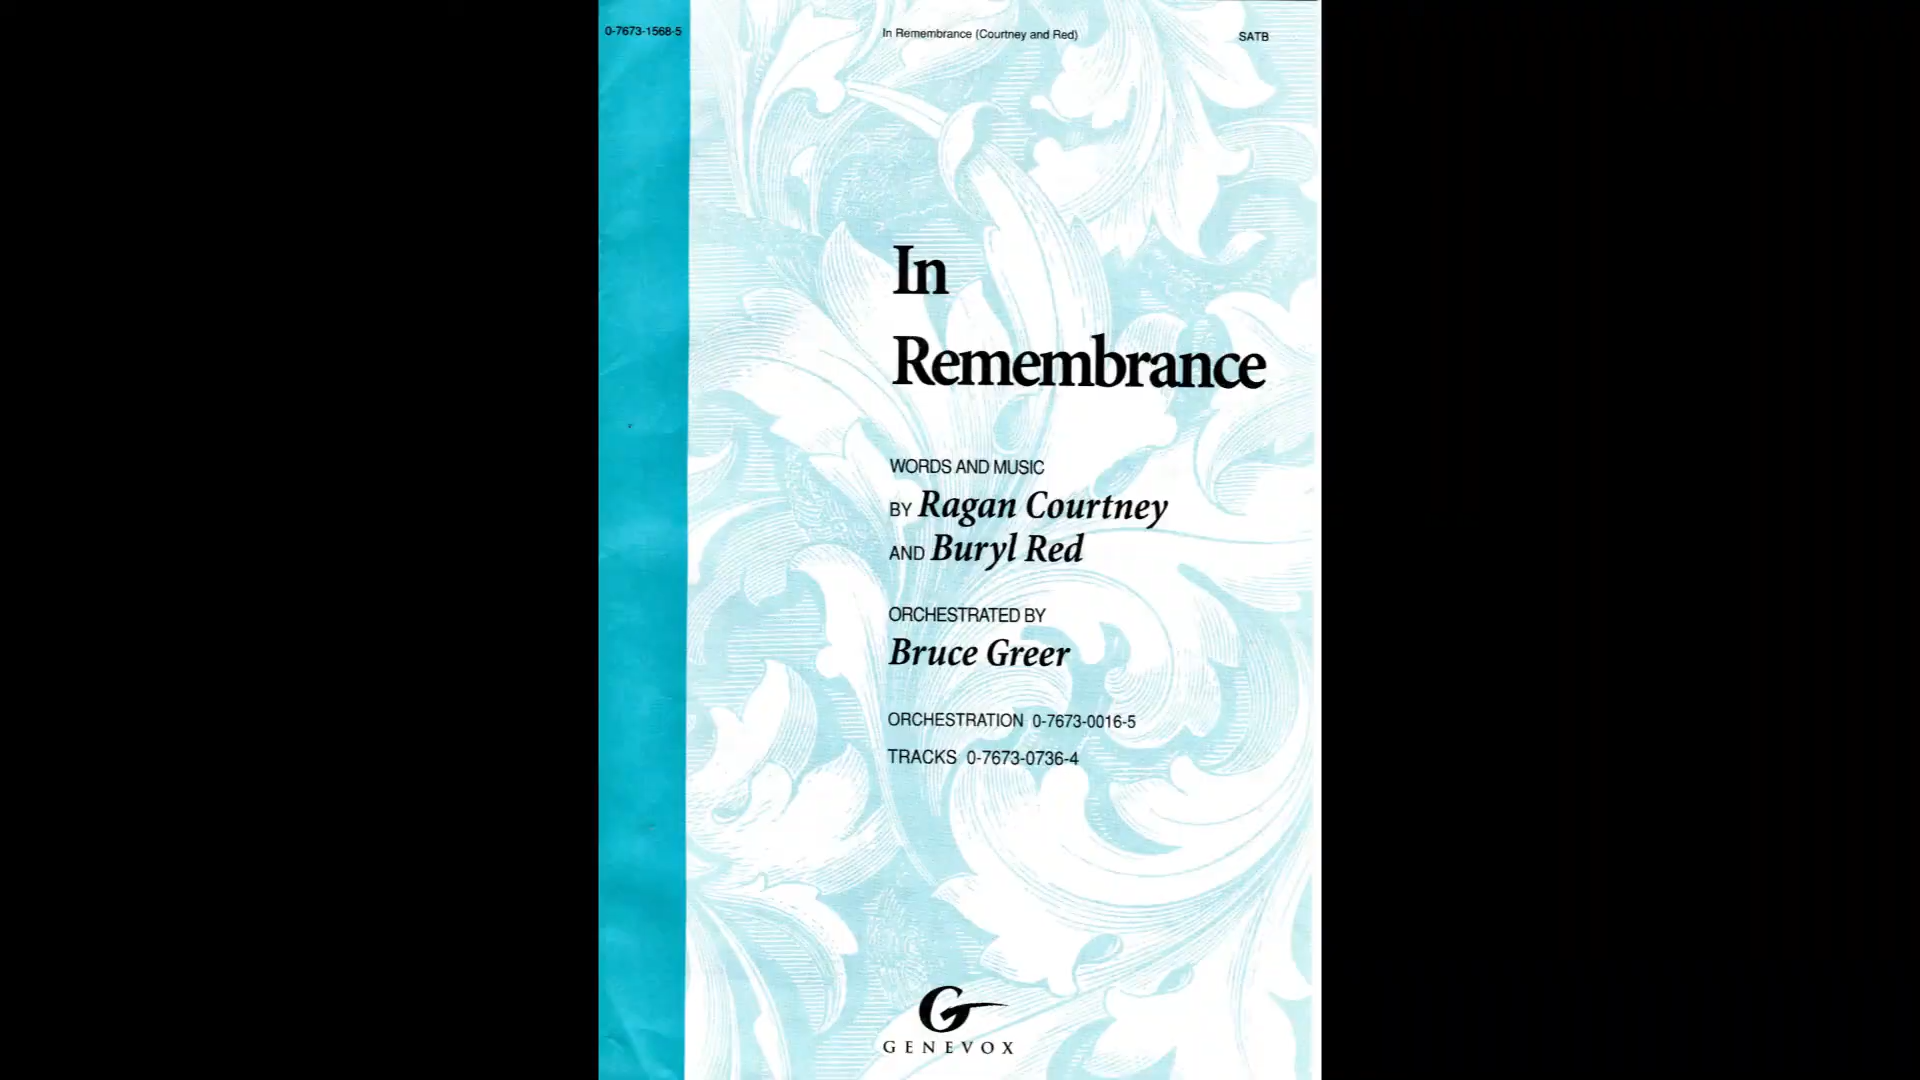 0-7673-1568-5
In Remembrance (Courtney and Red)
SATB
In
Remembrance
WORDS AND MUSIC
BY Ragan Courtney
AND Buryl Red
ORCHESTRATED BY
Bruce Greer
ORCHESTRATION 0-7673-0016-5
TRACKS 0-7673-0736-4
GENEVOX